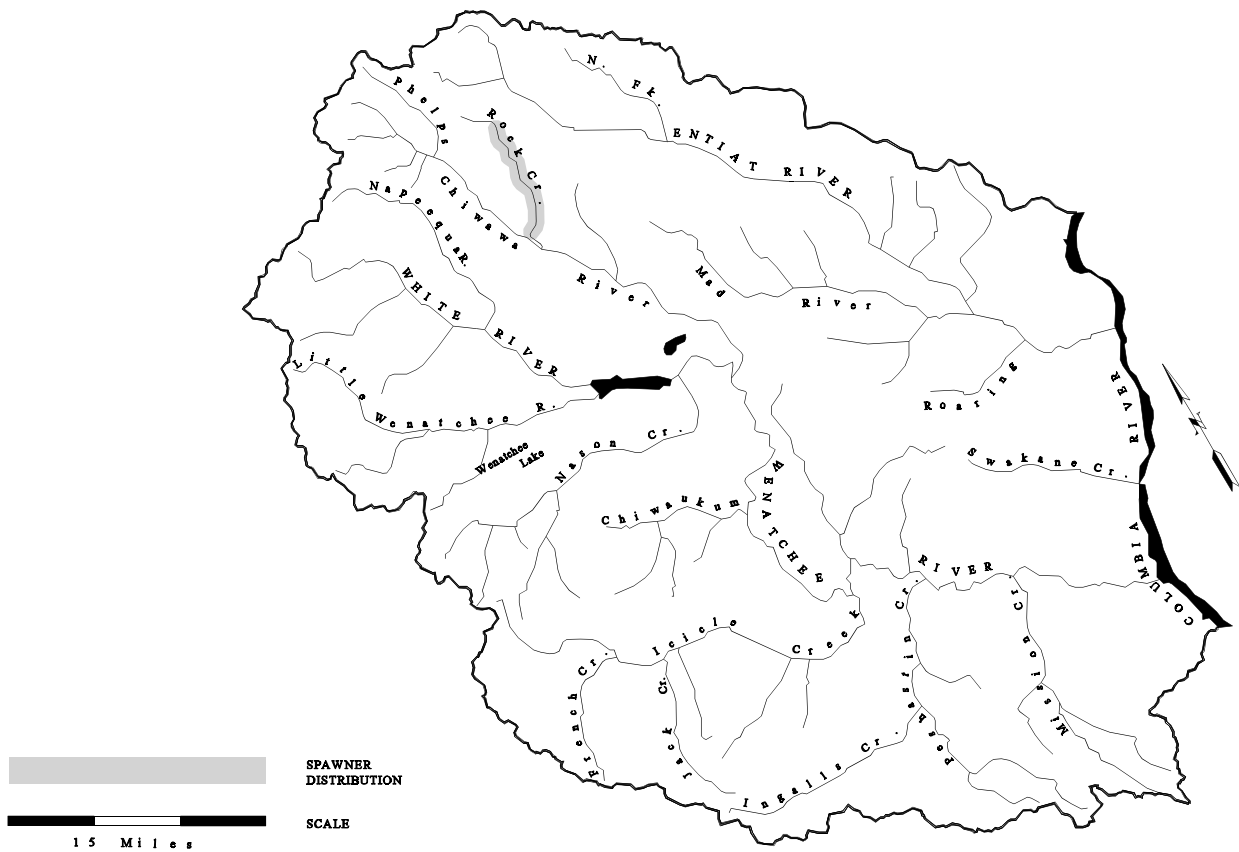 N. Fk.
Phelps
Rock Cr.
ENTIAT RIVER
Chiwawa River
Napeequa R.
Mad River
WHITE RIVER
Little Wenatchee R.
Roaring
COLUMBIA RIVER
Wenatchee
Lake
Nason Cr.
Swakane Cr.
Chiwaukum
WENATCHEE RIVER
N
Icicle Creek
French Cr.
Jack Cr.
Peshastin Cr.
Mission Cr.
Ingalls Cr.
SPAWNER
DISTRIBUTION
SCALE
15 Miles